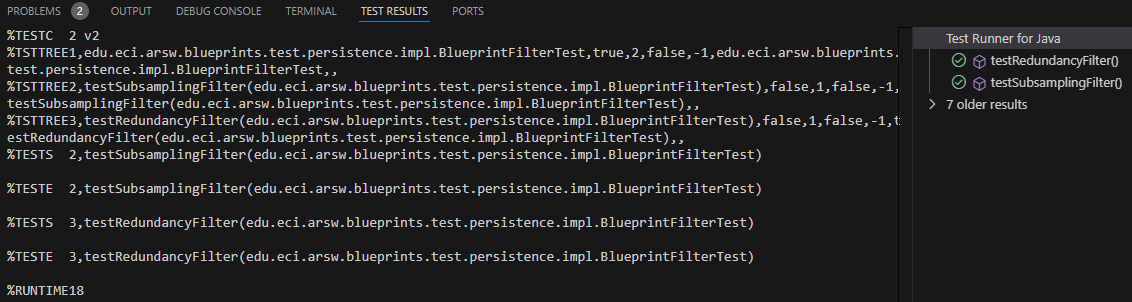 PROBLEMS 2 OUTPUT DEBUG CONSOLE TERMINAL TEST RESULTS PORTS
%TESTC  2 v2
%TSTTREE1,edu.eci.arsw.blueprints.test.persistence.impl.BlueprintFilterTest,true,2,false,-1,edu.eci.arsw.blueprints.
test.persistence.impl.BlueprintFilterTest,,
%TSTTREE2,testSubsamplingFilter(edu.eci.arsw.blueprints.test.persistence.impl.BlueprintFilterTest),false,1,false,-1,
testSubsamplingFilter(edu.eci.arsw.blueprints.test.persistence.impl.BlueprintFilterTest),,
%TSTTREE3,testRedundancyFilter(edu.eci.arsw.blueprints.test.persistence.impl.BlueprintFilterTest),false,1,false,-1,t
estRedundancyFilter(edu.eci.arsw.blueprints.test.persistence.impl.BlueprintFilterTest),,
%TESTS  2,testSubsamplingFilter(edu.eci.arsw.blueprints.test.persistence.impl.BlueprintFilterTest)
%TESTE  2,testSubsamplingFilter(edu.eci.arsw.blueprints.test.persistence.impl.BlueprintFilterTest)
%TESTS  3,testRedundancyFilter(edu.eci.arsw.blueprints.test.persistence.impl.BlueprintFilterTest)
%TESTE  3,testRedundancyFilter(edu.eci.arsw.blueprints.test.persistence.impl.BlueprintFilterTest)
%RUNTIME18
Test Runner for Java
testRedundancyFilter()
testSubsamplingFilter()
7 older results